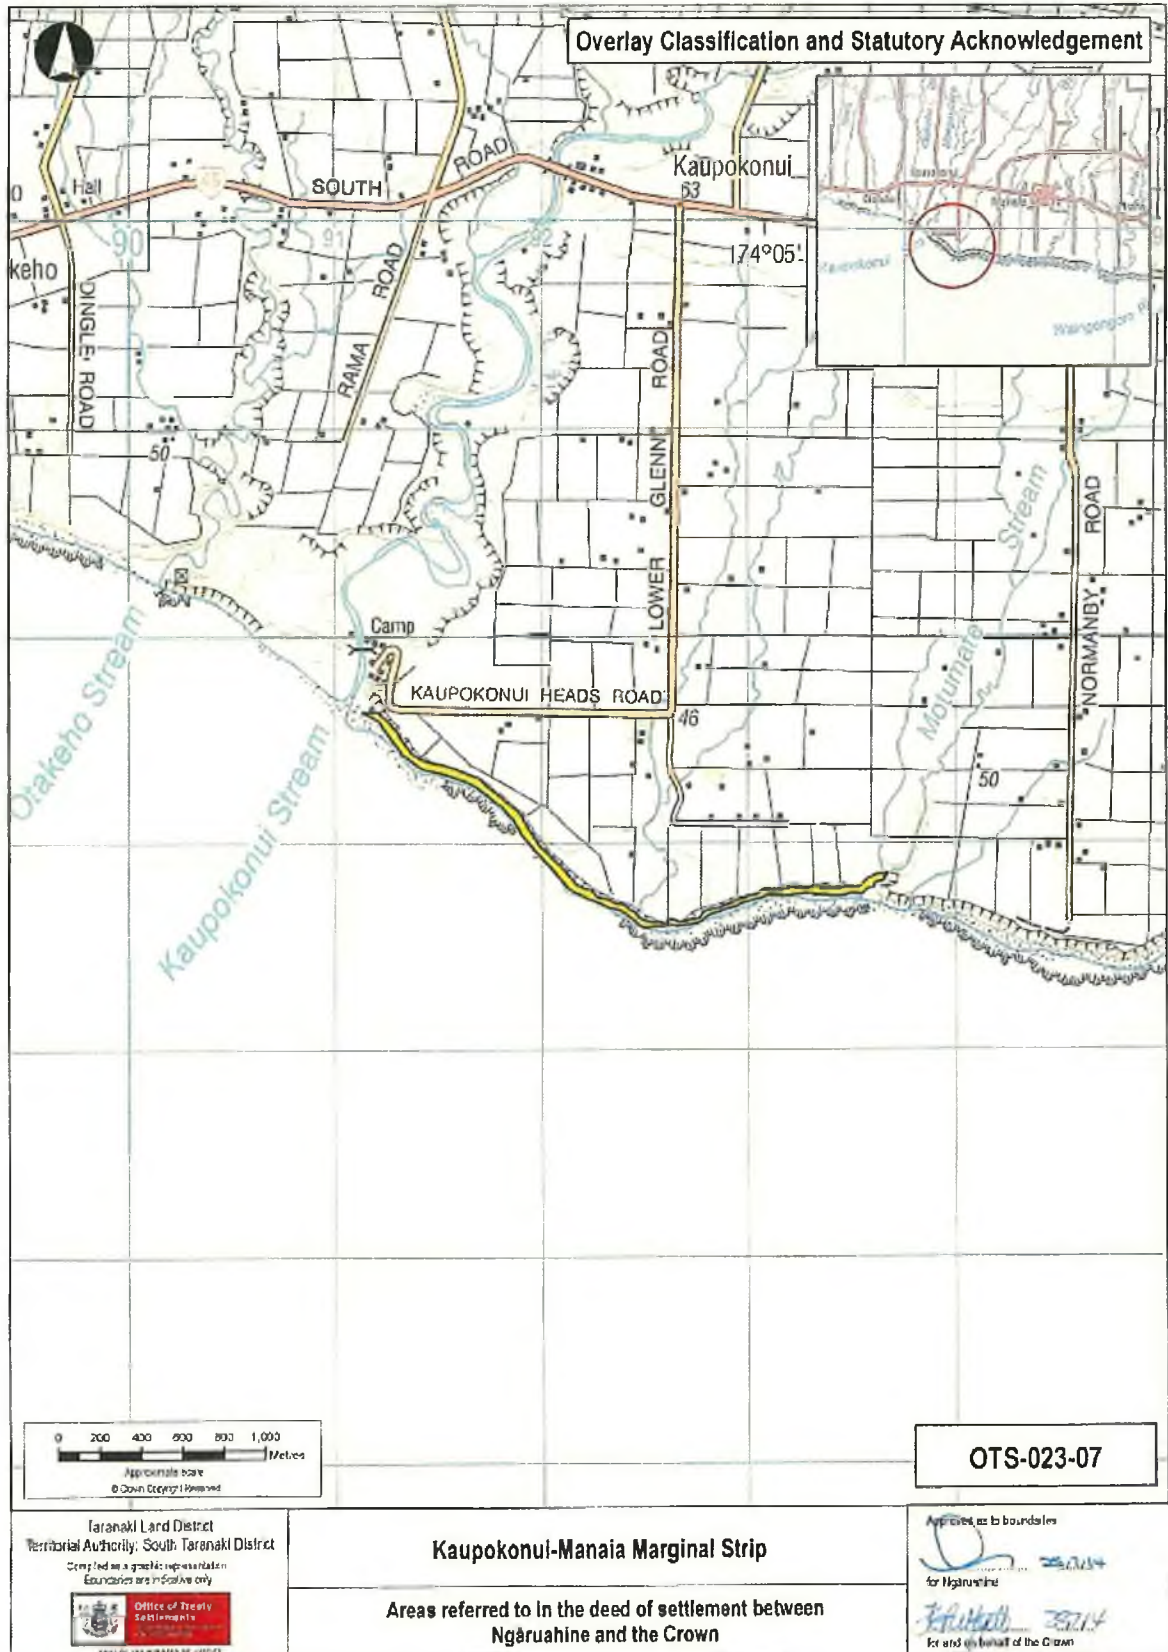 Overlay Classification and Statutory Acknowledgement
Kaupokonui
63
ROAD
SOUTH
Hall
90
91
92
174°05'
keho
DINGLE ROAD
RAMA ROAD
LOWER GLENN ROAD
NORMANBY ROAD
50
Camp
KAUPOKONUI HEADS ROAD
46
50
Otakeho Stream
Kaupokonui Stream
Moumate Stream
0 200 400 600 800 1,000
Metres
Approximate Scale
© Crown Copyright Reserved
OTS-023-07
Taranaki Land District
Territorial Authority: South Taranaki District
Compiled as a graphic representation
Boundaries are indicative only
Office of Treaty
Settlements
Kaupokonui-Manaia Marginal Strip
Areas referred to in the deed of settlement between
Ngāruahine and the Crown
Approved as to boundaries
for Ngāruahine
for and on behalf of the Crown